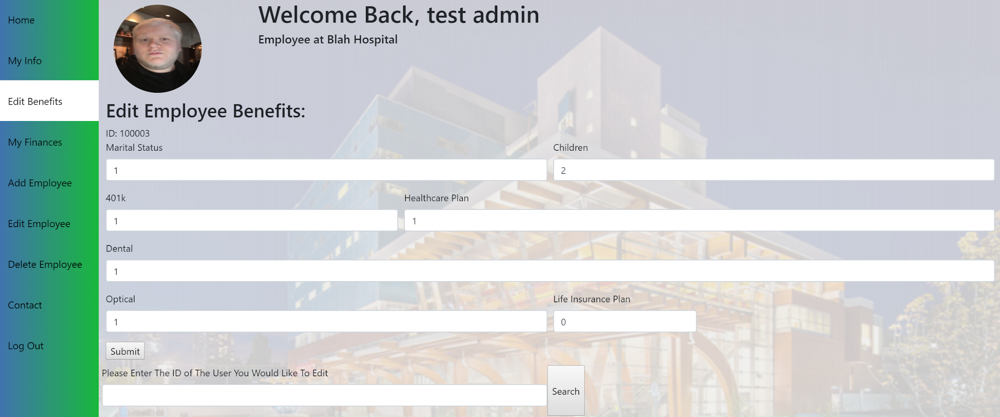 Home
My Info
Edit Benefits
My Finances
Add Employee
Edit Employee
Delete Employee
Contact
Log Out
Welcome Back, test admin
Employee at Blah Hospital
Edit Employee Benefits:
ID: 100003
Marital Status
Children
1
2
401k
Healthcare Plan
1
1
Dental
1
Optical
Life Insurance Plan
1
0
Submit
Please Enter The ID of The User You Would Like To Edit
Search